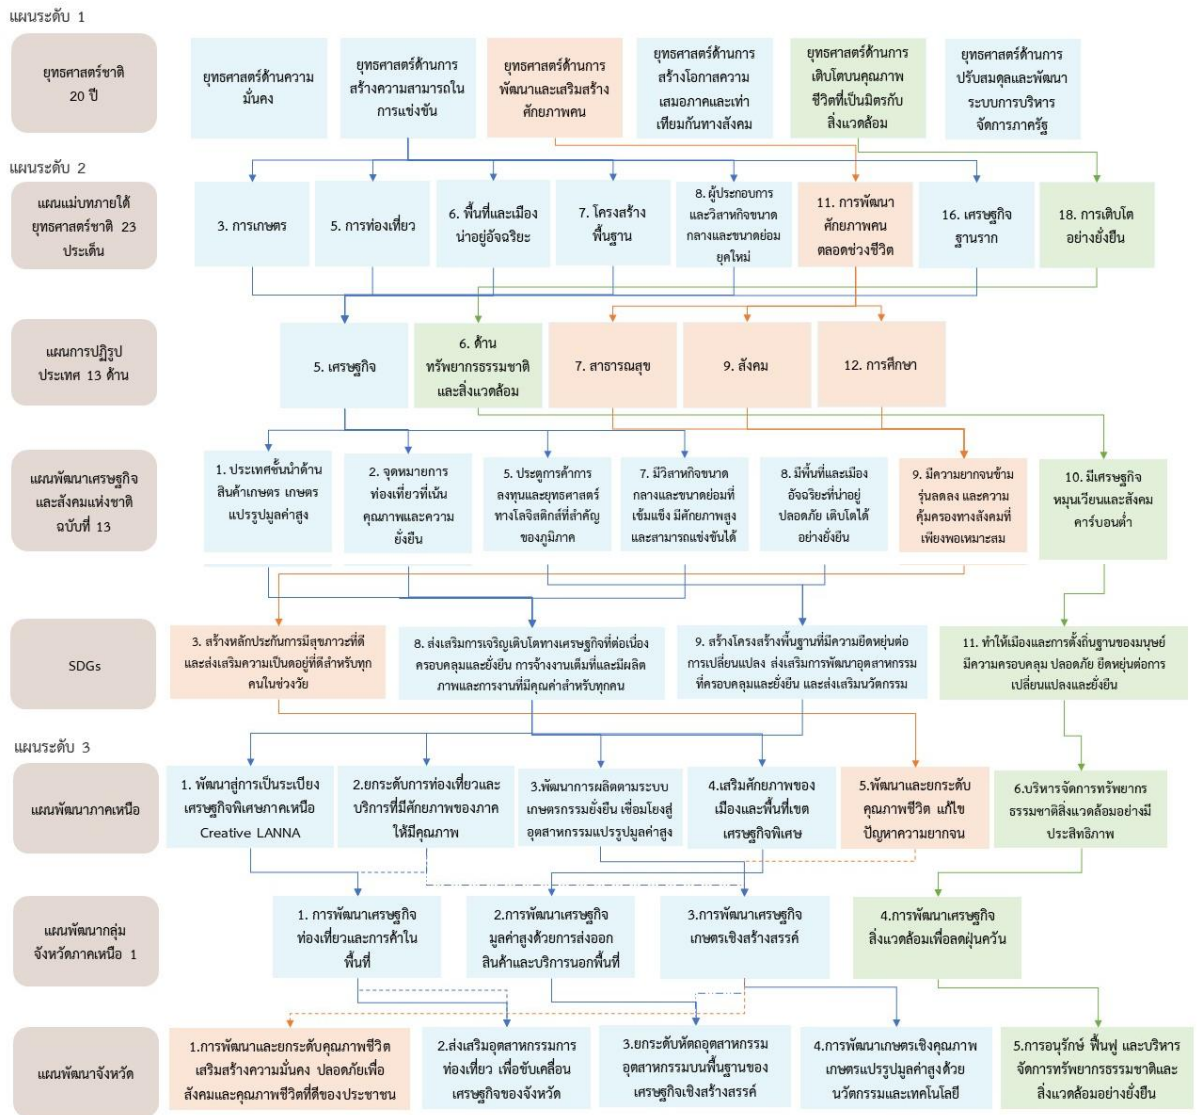 แผนระดับ 1
ยุทธศาสตร์ชาติ
20 ปี
ยุทธศาสตร์ด้านความ
มั่นคง
ยุทธศาสตร์ด้านการ
สร้างความสามารถใน
การแข่งขัน
ยุทธศาสตร์ด้านการ
พัฒนาและเสริมสร้าง
ศักยภาพคน
ยุทธศาสตร์ด้านการ
สร้างโอกาสความ
เสมอภาคและเท่า
เทียมกันทางสังคม
ยุทธศาสตร์ด้านการ
เติบโตบนคุณภาพ
ชีวิตที่เป็นมิตรกับ
สิ่งแวดล้อม
ยุทธศาสตร์ด้านการ
ปรับสมดุลและพัฒนา
ระบบการบริหาร
จัดการภาครัฐ
แผนระดับ 2
แผนแม่บทภายใต้
ยุทธศาสตร์ชาติ 23
ประเด็น
3. การเกษตร
5. การท่องเที่ยว
6. พื้นที่และเมือง
น่าอยู่อัจฉริยะ
7. โครงสร้าง
พื้นฐาน
8. ผู้ประกอบการ
และวิสาหกิจขนาด
กลางและขนาดย่อม
ยุคใหม่
11. การพัฒนา
ศักยภาพคน
ตลอดช่วงชีวิต
16. เศรษฐกิจ
ฐานราก
18. การเติบโต
อย่างยั่งยืน
แผนการปฏิรูป
ประเทศ 13 ด้าน
5. เศรษฐกิจ
6. ด้าน
ทรัพยากรธรรมชาติ
และสิ่งแวดล้อม
7. สาธารณสุข
9. สังคม
12. การศึกษา
แผนพัฒนาเศรษฐกิจ
และสังคมแห่งชาติ
ฉบับที่ 13
1. ประเทศชั้นนำด้าน
สินค้าเกษตร เกษตร
แปรรูปมูลค่าสูง
2. จุดหมายการ
ท่องเที่ยวที่เน้น
คุณภาพและความ
ยั่งยืน
5. ประตูการค้าการ
ลงทุนและยุทธศาสตร์
ทางโลจิสติกส์ที่สำคัญ
ของภูมิภาค
7. มีวิสาหกิจขนาด
กลางและขนาดย่อมที่
เข้มแข็ง มีศักยภาพสูง
และสามารถแข่งขันได้
8. มีพื้นที่และเมือง
อัจฉริยะที่น่าอยู่
ปลอดภัย เติบโตได้
อย่างยั่งยืน
9. มีความยากจนข้าม
รุ่นลดลง และความ
คุ้มครองทางสังคมที่
เพียงพอเหมาะสม
10. มีเศรษฐกิจ
หมุนเวียนและสังคม
คาร์บอนต่ำ
SDGs
3. สร้างหลักประกันการมีสุขภาวะที่ดี
และส่งเสริมความเป็นอยู่ที่ดีสำหรับทุก
คนในช่วงวัย
8. ส่งเสริมการเจริญเติบโตทางเศรษฐกิจที่ต่อเนื่อง
ครอบคลุมและยั่งยืน การจ้างงานเต็มที่และมีผลิต
ภาพและการงานที่มีคุณค่าสำหรับทุกคน
9. สร้างโครงสร้างพื้นฐานที่มีความยืดหยุ่นต่อ
การเปลี่ยนแปลง ส่งเสริมการพัฒนาอุตสาหกรรม
ที่ครอบคลุมและยั่งยืน และส่งเสริมนวัตกรรม
11. ทำให้เมืองและการตั้งถิ่นฐานของมนุษย์
มีความครอบคลุม ปลอดภัย ยืดหยุ่นต่อการ
เปลี่ยนแปลงและยั่งยืน
แผนระดับ 3
แผนพัฒนาภาคเหนือ
1. พัฒนาสู่การเป็นระเบียง
เศรษฐกิจพิเศษภาคเหนือ
Creative LANNA
2.ยกระดับการท่องเที่ยวและ
บริการที่มีศักยภาพของภาค
ให้มีคุณภาพ
3.พัฒนาการผลิตตามระบบ
เกษตรกรรมยั่งยืน เชื่อมโยงสู่
อุตสาหกรรมแปรรูปมูลค่าสูง
4.เสริมศักยภาพของ
เมืองและพื้นที่เขต
เศรษฐกิจพิเศษ
5.พัฒนาและยกระดับ
คุณภาพชีวิต แก้ไข
ปัญหาความยากจน
6.บริหารจัดการทรัพยากร
ธรรมชาติสิ่งแวดล้อมอย่างมี
ประสิทธิภาพ
แผนพัฒนากลุ่ม
จังหวัดภาคเหนือ 1
1. การพัฒนาเศรษฐกิจ
ท่องเที่ยวและการค้าใน
พื้นที่
2.การพัฒนาเศรษฐกิจ
มูลค่าสูงด้วยการส่งออก
สินค้าและบริการนอกพื้นที่
3.การพัฒนาเศรษฐกิจ
เกษตรเชิงสร้างสรรค์
4.การพัฒนาเศรษฐกิจ
สิ่งแวดล้อมเพื่อลดฝุ่นควัน
แผนพัฒนาจังหวัด
1.การพัฒนาและยกระดับคุณภาพชีวิต
เสริมสร้างความมั่นคง ปลอดภัยเพื่อ
สังคมและคุณภาพชีวิตที่ดีของประชาชน
2.ส่งเสริมอุตสาหกรรมการ
ท่องเที่ยว เพื่อขับเคลื่อน
เศรษฐกิจของจังหวัด
3.ยกระดับหัตถอุตสาหกรรม
อุตสาหกรรมบนพื้นฐานของ
เศรษฐกิจเชิงสร้างสรรค์
4.การพัฒนาเกษตรเชิงคุณภาพ
เกษตรแปรรูปมูลค่าสูงด้วย
นวัตกรรมและเทคโนโลยี
5.การอนุรักษ์ ฟื้นฟู และบริหาร
จัดการทรัพยากรธรรมชาติและ
สิ่งแวดล้อมอย่างยั่งยืน